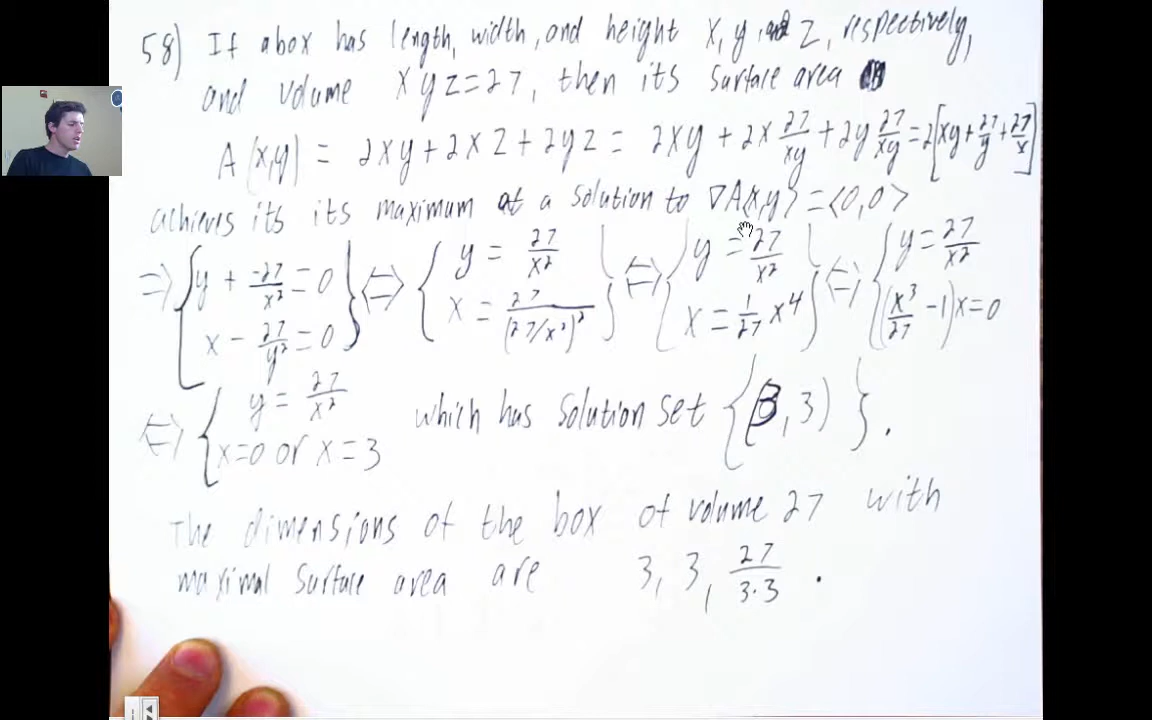 58) If a box has length, width, and height x, y, and z, respectively,
and volume xyz=27, then its surface area
A(x,y) = 2xy+2xz+2yz = 2xy + 2x 27/xy + 2y 27/xy = 2[xy + 27/y + 27/x]
achieves its its maximum at a solution to ∇A(x,y) = <0,0>
=> { y + -27/x² = 0 } <=> { y = 27/x² } <=> { y = 27/x² } <=> { y = 27/x²
x - 27/y² = 0 x = 27/(27/x²)² x = 1/27 x⁴ (x³/27 - 1)x = 0
<=> { y = 27/x² which has solution set {(3,3)}.
x=0 or x=3
The dimensions of the box of volume 27 with
maximal surface area are 3, 3, 27/3·3 .